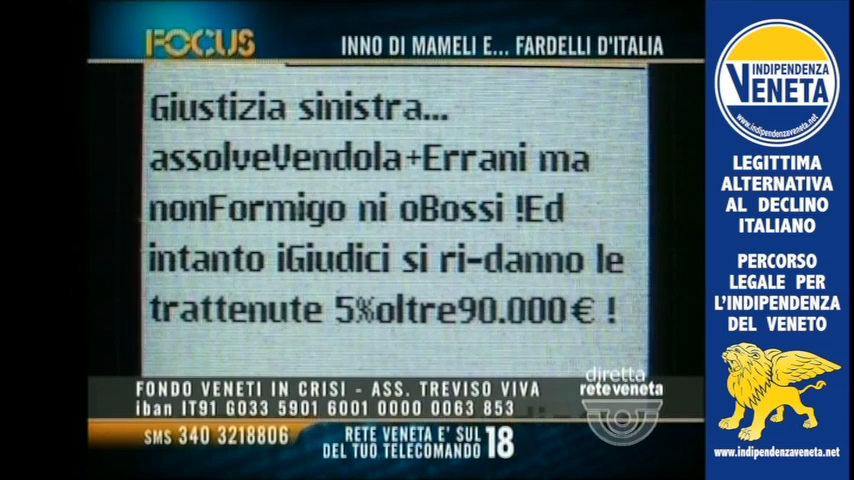 FOCUS
INNO DI MAMELI E... FARDELLI D'ITALIA
Giustizia sinistra...
assolveVendola+Errani ma
nonFormigo ni oBossi !Ed
intanto iGiudici si ri-danno le
trattenute 5%oltre90.000€ !
diretta
reteveneta
FONDO VENETI IN CRISI - ASS. TREVISO VIVA
iban IT91 G033 5901 6001 0000 0063 853
SMS 340 3218806
RETE VENETA E' SUL
DEL TUO TELECOMANDO 18
INDIPENDENZA
VENETA
www.indipendenzaveneta.net
LEGITTIMA
ALTERNATIVA
AL DECLINO
ITALIANO
PERCORSO
LEGALE PER
L'INDIPENDENZA
DEL VENETO
www.indipendenzaveneta.net